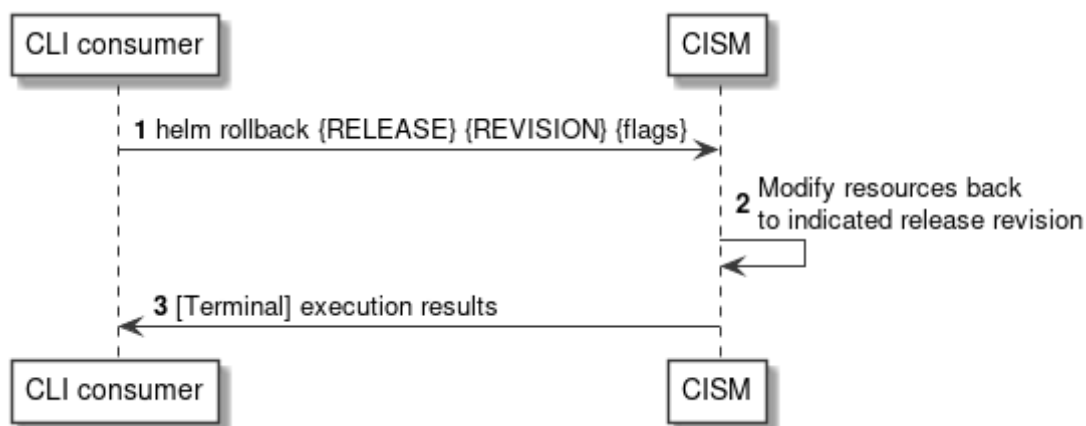 CLI consumer
CISM
1 helm rollback {RELEASE} {REVISION} {flags}
2 Modify resources back
to indicated release revision
3 [Terminal] execution results
CLI consumer
CISM